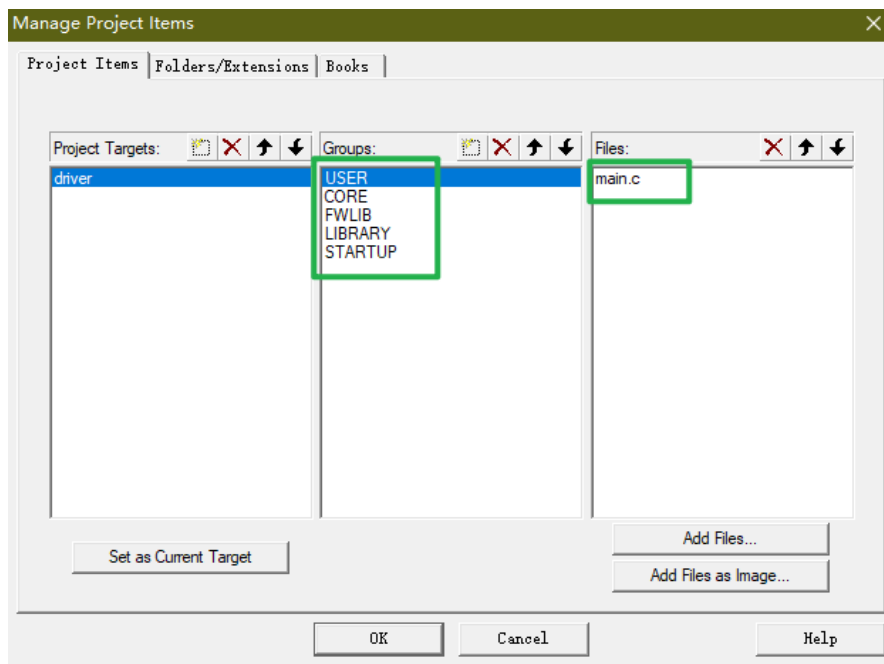 Manage Project Items
Project Items Folders/Extensions Books
Project Targets: Groups: Files:
driver USER main.c
CORE
FWLIB
LIBRARY
STARTUP
Add Files...
Set as Current Target
Add Files as Image...
OK Cancel Help